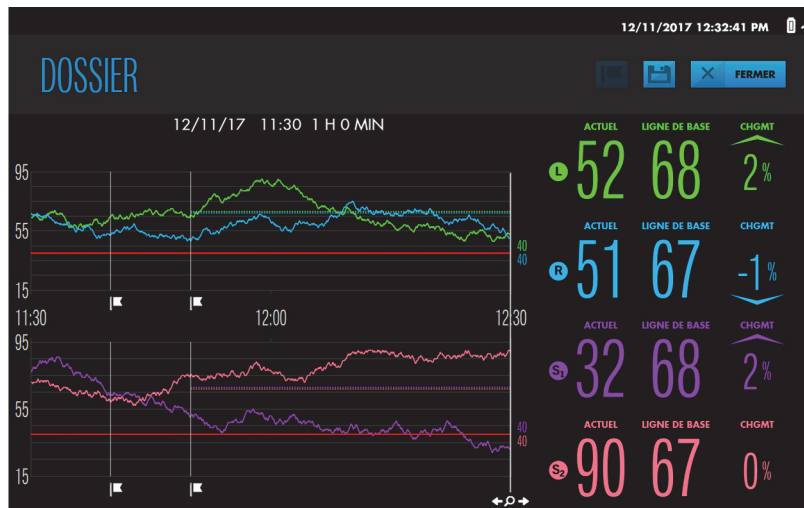 12/11/2017 12:32:41 PM
DOSSIER
FERMER
12/11/17 11:30 1 H 0 MIN
95
55
15
40
40
11:30 12:00 12:30
95
55
15
40
40
ACTUEL LIGNE DE BASE CHGMT
L 52 68 2 %
ACTUEL LIGNE DE BASE CHGMT
R 51 67 -1 %
ACTUEL LIGNE DE BASE CHGMT
S1 32 68 2 %
ACTUEL LIGNE DE BASE CHGMT
S2 90 67 0 %